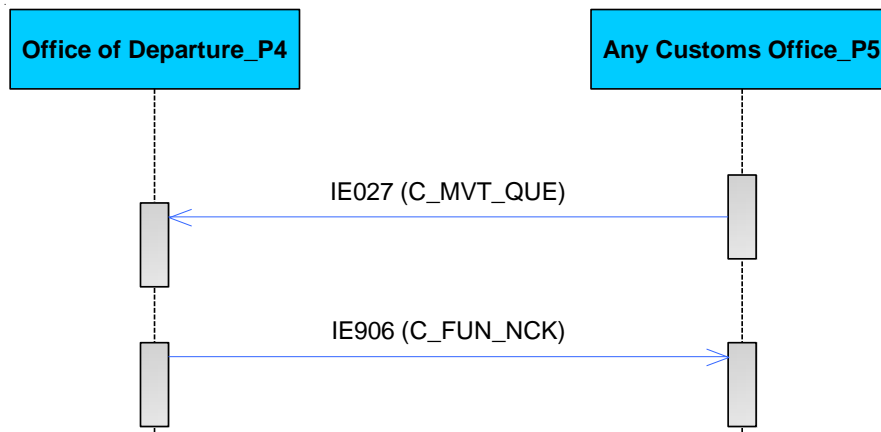 Office of Departure_P4
Any Customs Office_P5
IE027 (C_MVT_QUE)
IE906 (C_FUN_NCK)